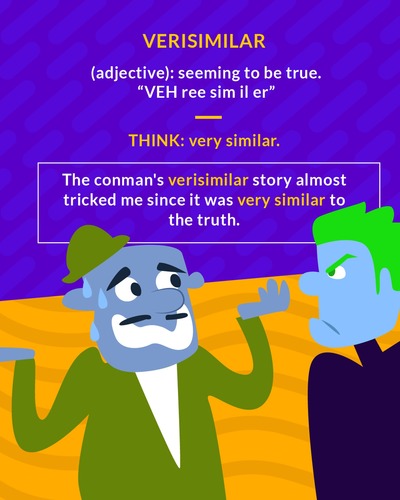 VERISIMILAR
(adjective): seeming to be true.
“VEH ree sim il er”
THINK: very similar.
The conman's verisimilar story almost
tricked me since it was very similar to
the truth.